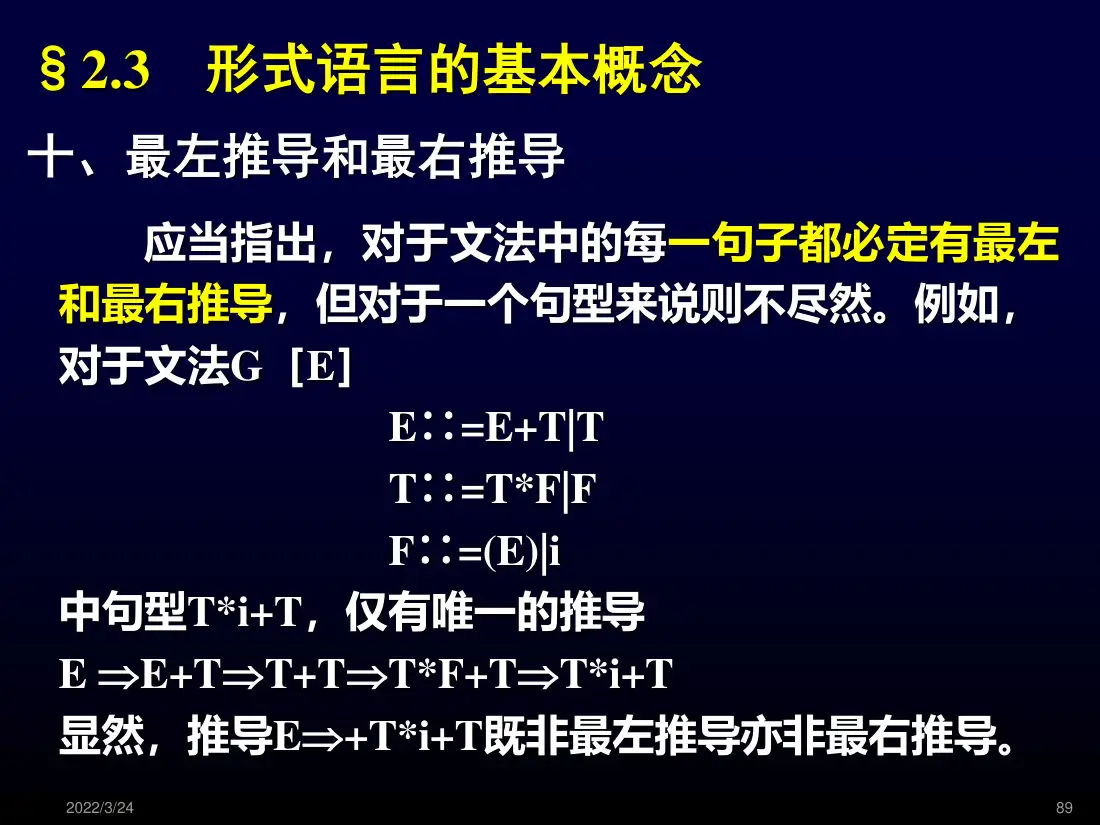 §2.3 形式语言的基本概念
十、最左推导和最右推导
应当指出，对于文法中的每一句子都必定有最左
和最右推导，但对于一个句型来说则不尽然。例如，
对于文法G［E］
E∷=E+T|T
T∷=T*F|F
F∷=(E)|i
中句型T*i+T，仅有唯一的推导
E ⇒E+T⇒T+T⇒T*F+T⇒T*i+T
显然，推导E⇒+T*i+T既非最左推导亦非最右推导。
2022/3/24
89